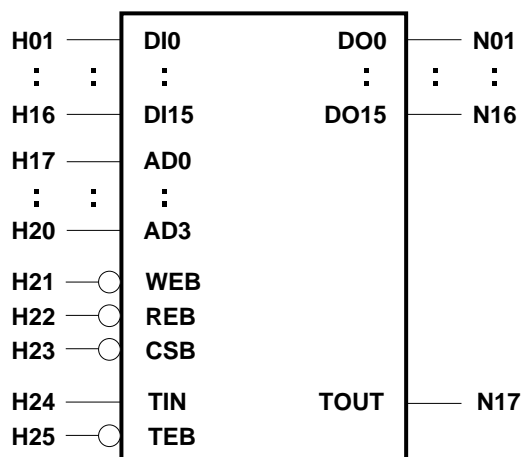 H01 DI0 DO0 N01
: : : : : :
H16 DI15 DO15 N16
H17 AD0
: : :
H20 AD3
H21 WEB
H22 REB
H23 CSB
H24 TIN TOUT N17
H25 TEB